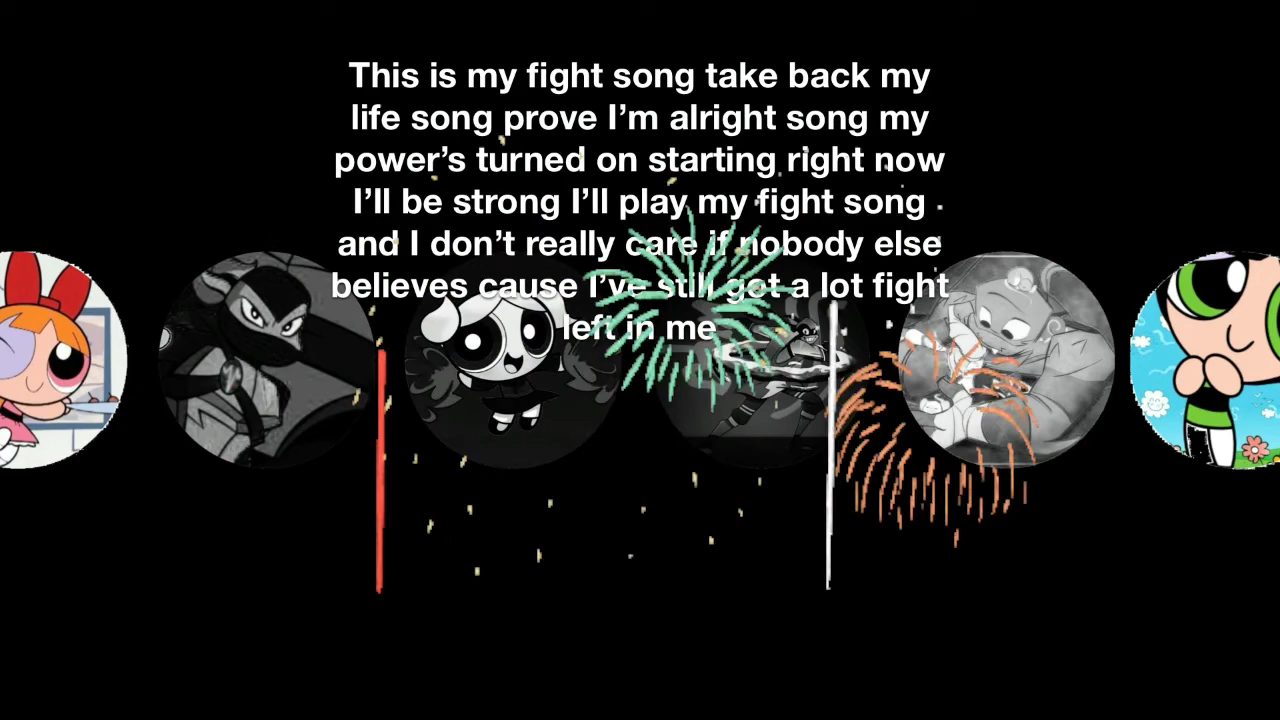 This is my fight song take back my
life song prove I’m alright song my
power’s turned on starting right now
I’ll be strong I’ll play my fight song
and I don’t really care if nobody else
believes cause I’ve still got a lot fight
left in me